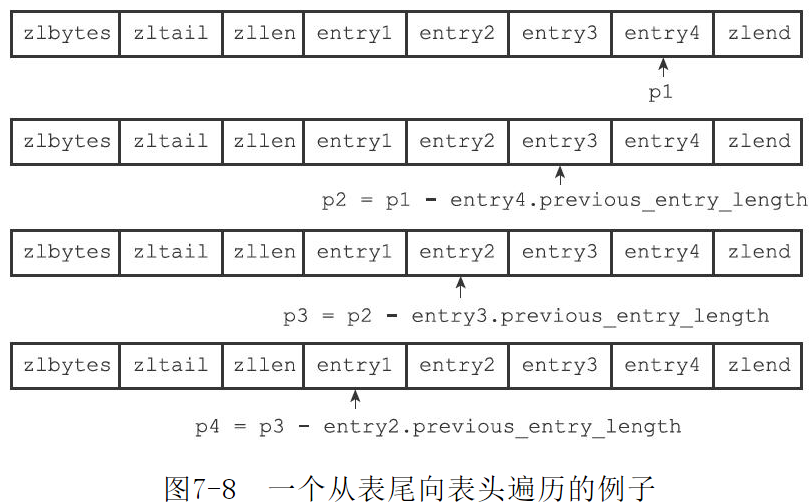 zlbytes zltail zllen entry1 entry2 entry3 entry4 zlend
p1
zlbytes zltail zllen entry1 entry2 entry3 entry4 zlend
p2 = p1 - entry4.previous_entry_length
zlbytes zltail zllen entry1 entry2 entry3 entry4 zlend
p3 = p2 - entry3.previous_entry_length
zlbytes zltail zllen entry1 entry2 entry3 entry4 zlend
p4 = p3 - entry2.previous_entry_length
图7-8 一个从表尾向表头遍历的例子